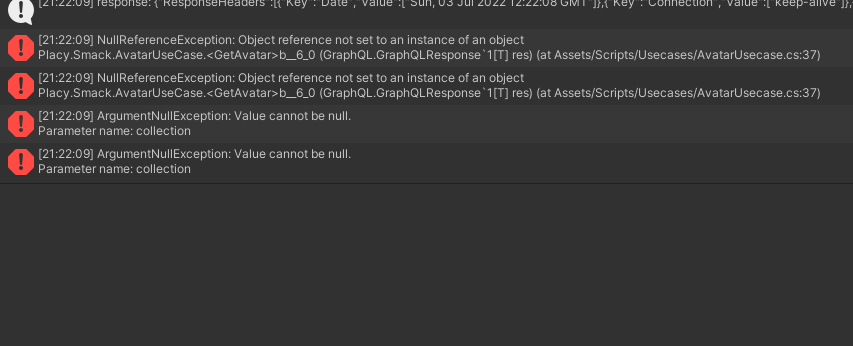 [21:22:09] response: {"ResponseHeaders":[{"Key":"Date","Value":["Sun, 03 Jul 2022 12:22:08 GMT"]},{"Key":"Connection","Value":["keep-alive"]},
[21:22:09] NullReferenceException: Object reference not set to an instance of an object
Placy.Smack.AvatarUseCase.<GetAvatar>b__6_0 (GraphQL.GraphQLResponse`1[T] res) (at Assets/Scripts/Usecases/AvatarUsecase.cs:37)
[21:22:09] NullReferenceException: Object reference not set to an instance of an object
Placy.Smack.AvatarUseCase.<GetAvatar>b__6_0 (GraphQL.GraphQLResponse`1[T] res) (at Assets/Scripts/Usecases/AvatarUsecase.cs:37)
[21:22:09] ArgumentNullException: Value cannot be null.
Parameter name: collection
[21:22:09] ArgumentNullException: Value cannot be null.
Parameter name: collection